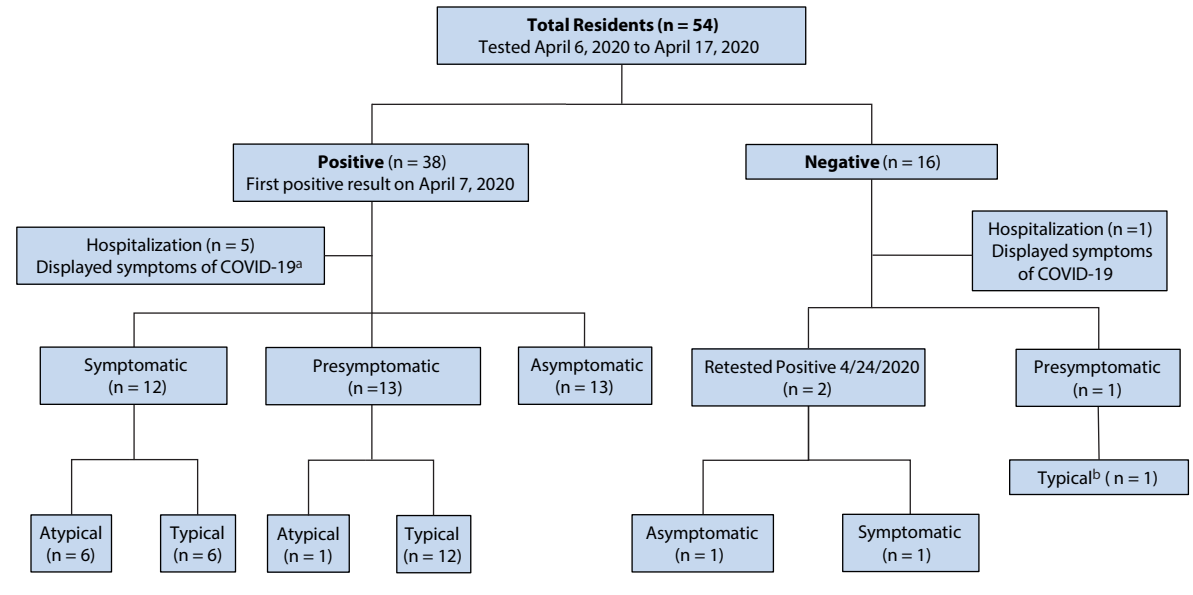 Total Residents (n = 54)
Tested April 6, 2020 to April 17, 2020
Positive (n = 38)
First positive result on April 7, 2020
Negative (n = 16)
Hospitalization (n = 5)
Displayed symptoms of COVID-19ᵃ
Hospitalization (n =1)
Displayed symptoms
of COVID-19
Symptomatic
(n = 12)
Presymptomatic
(n =13)
Asymptomatic
(n = 13)
Retested Positive 4/24/2020
(n = 2)
Presymptomatic
(n = 1)
Typicalᵇ ( n = 1)
Atypical
(n = 6)
Typical
(n = 6)
Atypical
(n = 1)
Typical
(n = 12)
Asymptomatic
(n = 1)
Symptomatic
(n = 1)